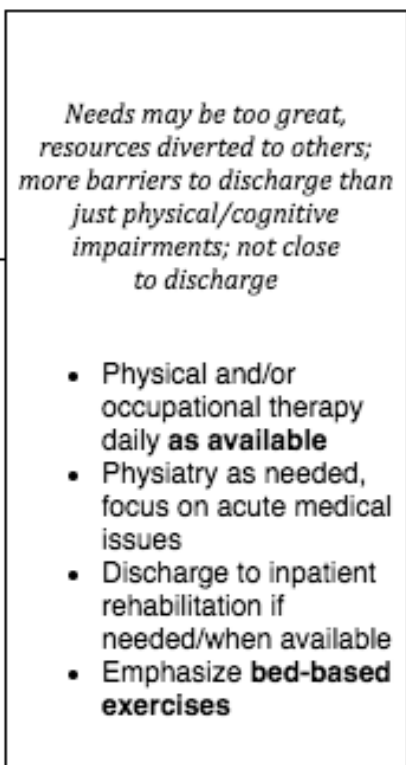 Needs may be too great,
resources diverted to others;
more barriers to discharge than
just physical/cognitive
impairments; not close
to discharge
• Physical and/or
occupational therapy
daily as available
• Physiatry as needed,
focus on acute medical
issues
• Discharge to inpatient
rehabilitation if
needed/when available
• Emphasize bed-based
exercises